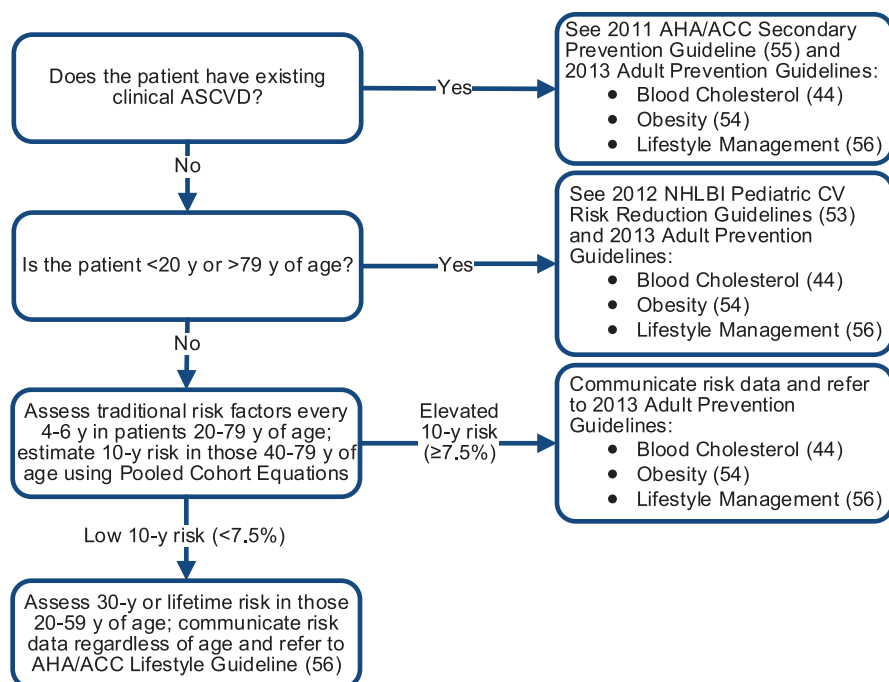 Does the patient have existing
clinical ASCVD?
Yes
See 2011 AHA/ACC Secondary
Prevention Guideline (55) and
2013 Adult Prevention Guidelines:
• Blood Cholesterol (44)
• Obesity (54)
• Lifestyle Management (56)
No
Is the patient <20 y or >79 y of age?
Yes
See 2012 NHLBI Pediatric CV
Risk Reduction Guidelines (53)
and 2013 Adult Prevention
Guidelines:
• Blood Cholesterol (44)
• Obesity (54)
• Lifestyle Management (56)
No
Assess traditional risk factors every
4-6 y in patients 20-79 y of age;
estimate 10-y risk in those 40-79 y of
age using Pooled Cohort Equations
Elevated
10-y risk
(≥7.5%)
Communicate risk data and refer
to 2013 Adult Prevention
Guidelines:
• Blood Cholesterol (44)
• Obesity (54)
• Lifestyle Management (56)
Low 10-y risk (<7.5%)
Assess 30-y or lifetime risk in those
20-59 y of age; communicate risk
data regardless of age and refer to
AHA/ACC Lifestyle Guideline (56)